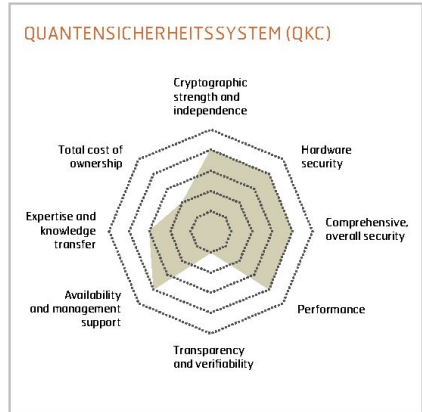 QUANTENSICHERHEITSSYSTEM (QKC)
Cryptographic
strength and
independence
Total cost of
ownership
Hardware
security
Expertise and
knowledge
transfer
Comprehensive,
overall security
Availability
and management
support
Performance
Transparency
and verifiability